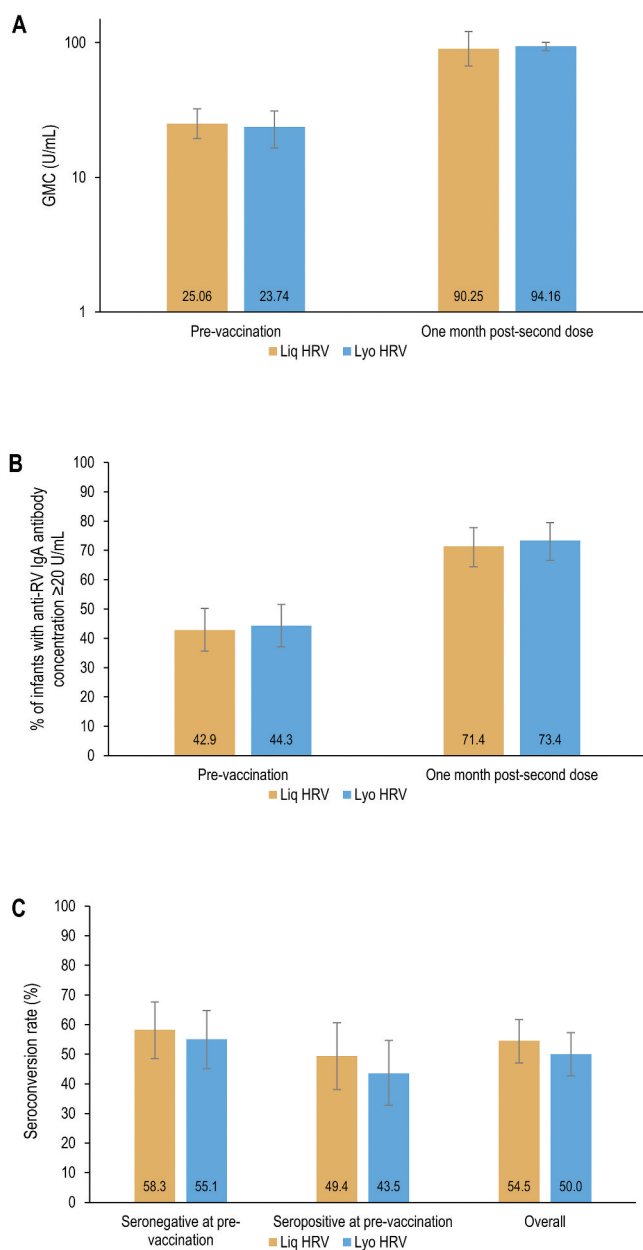 A
GMC (U/mL)
100
10
1
25.06
23.74
90.25
94.16
Pre-vaccination
One month post-second dose
Liq HRV
Lyo HRV
B
% of infants with anti-RV IgA antibody
concentration ≥20 U/mL
100
90
80
70
60
50
40
30
20
10
0
42.9
44.3
71.4
73.4
Pre-vaccination
One month post-second dose
Liq HRV
Lyo HRV
C
Seroconversion rate (%)
100
90
80
70
60
50
40
30
20
10
0
58.3
55.1
49.4
43.5
54.5
50.0
Seronegative at pre-
vaccination
Seropositive at pre-vaccination
Overall
Liq HRV
Lyo HRV